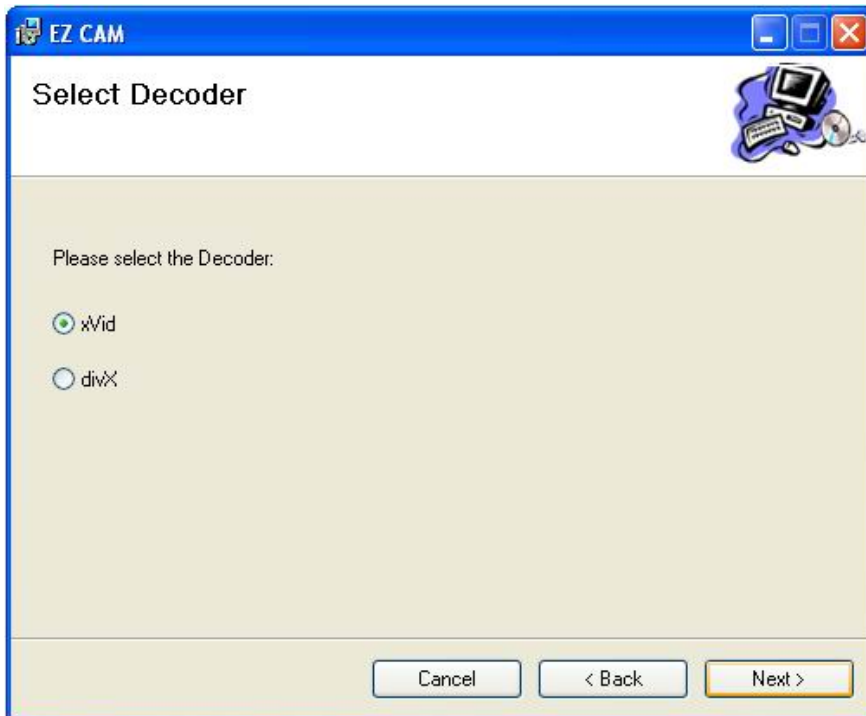 EZ CAM
Select Decoder
Please select the Decoder:
xVid
divX
Cancel
< Back
Next >